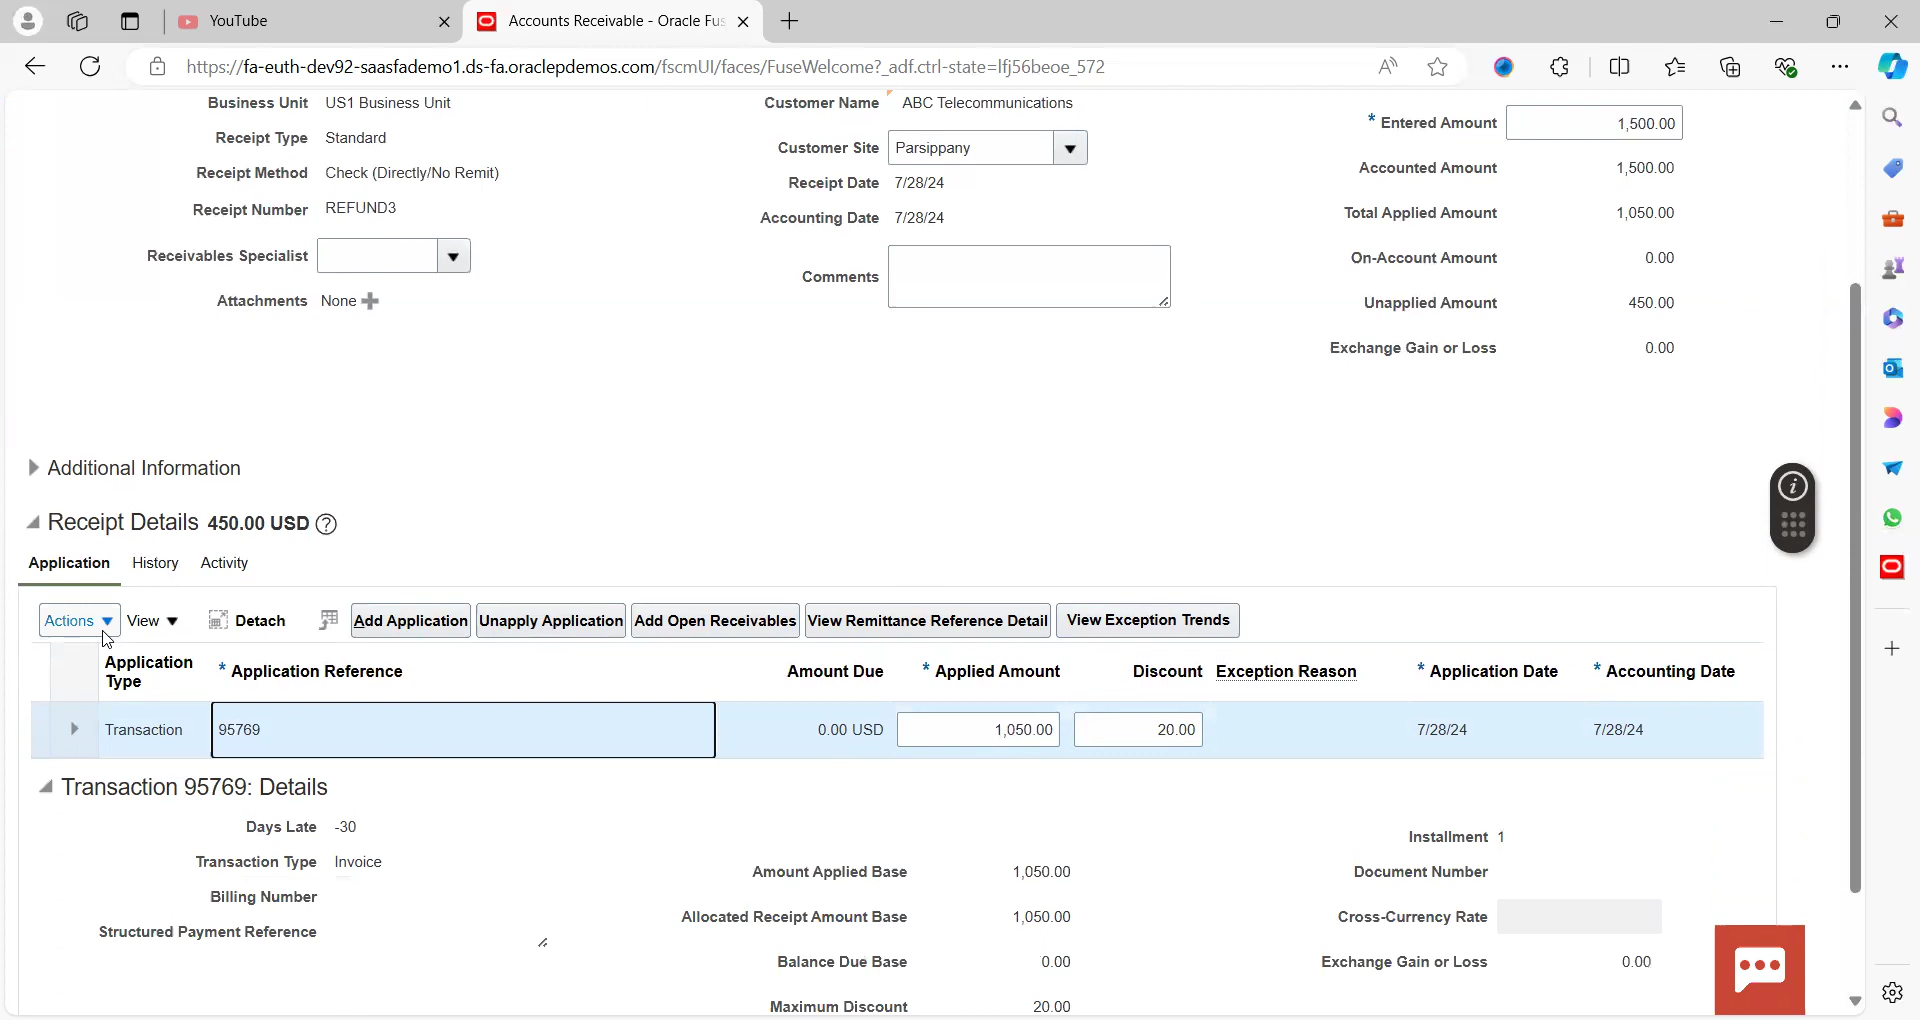 YouTube
Accounts Receivable - Oracle Fus
https://fa-euth-dev92-saasfademo1.ds-fa.oraclepdemos.com/fscmUI/faces/FuseWelcome?_adf.ctrl-state=lfj56beoe_572
Business Unit US1 Business Unit
Customer Name ABC Telecommunications
* Entered Amount 1,500.00
Receipt Type Standard
Customer Site Parsippany
Accounted Amount 1,500.00
Receipt Method Check (Directly/No Remit)
Receipt Date 7/28/24
Receipt Number REFUND3
Accounting Date 7/28/24
Total Applied Amount 1,050.00
Receivables Specialist
Comments
On-Account Amount 0.00
Attachments None
Unapplied Amount 450.00
Exchange Gain or Loss 0.00
Additional Information
Receipt Details 450.00 USD ?
Application History Activity
Actions View Detach Add Application Unapply Application Add Open Receivables View Remittance Reference Detail View Exception Trends
Application Type * Application Reference Amount Due * Applied Amount Discount Exception Reason * Application Date * Accounting Date
Transaction 95769 0.00 USD 1,050.00 20.00 7/28/24 7/28/24
Transaction 95769: Details
Days Late -30
Installment 1
Transaction Type Invoice
Amount Applied Base 1,050.00
Document Number
Billing Number
Allocated Receipt Amount Base 1,050.00
Cross-Currency Rate
Structured Payment Reference
Balance Due Base 0.00
Exchange Gain or Loss 0.00
Maximum Discount 20.00